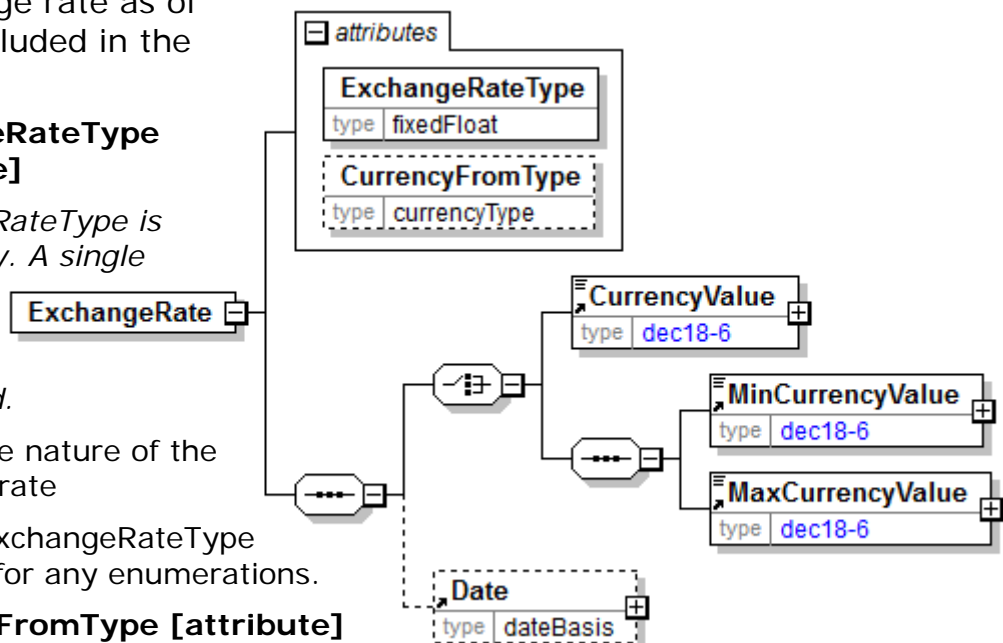 ge rate as of
luded in the
eRateType
e]
RateType is
y. A single
d.
e nature of the
rate
xchangeRateType
for any enumerations.
FromType [attribute]
attributes
ExchangeRateType
type fixedFloat
CurrencyFromType
type currencyType
ExchangeRate
CurrencyValue
type dec18-6
MinCurrencyValue
type dec18-6
MaxCurrencyValue
type dec18-6
Date
type dateBasis